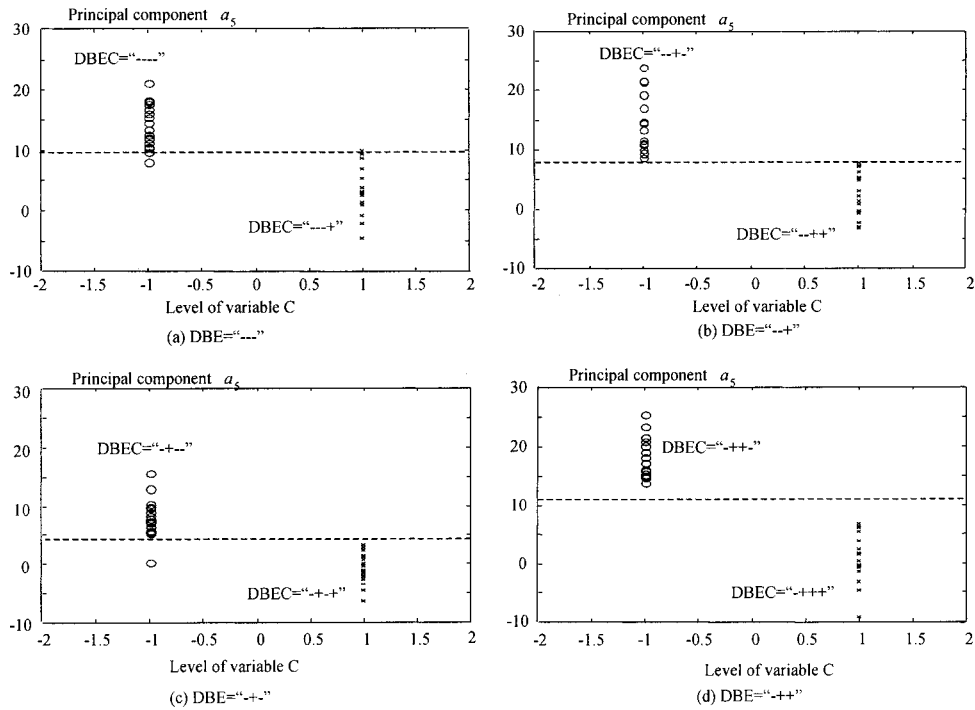 Principal component a5
30
20
10
0
-10
DBEC="----"
DBEC="---+"
-2 -1.5 -1 -0.5 0 0.5 1 1.5 2
Level of variable C
(a) DBE="---"
Principal component a5
30
20
10
0
-10
DBEC="--+-"
DBEC="--++"
-2 -1.5 -1 -0.5 0 0.5 1 1.5 2
Level of variable C
(b) DBE="--+"
Principal component a5
30
20
10
0
-10
DBEC="-+--"
DBEC="-+-+"
-2 -1.5 -1 -0.5 0 0.5 1 1.5 2
Level of variable C
(c) DBE="-+-"
Principal component a5
30
20
10
0
-10
DBEC="-++-"
DBEC="-+++"
-2 -1.5 -1 -0.5 0 0.5 1 1.5 2
Level of variable C
(d) DBE="-++"